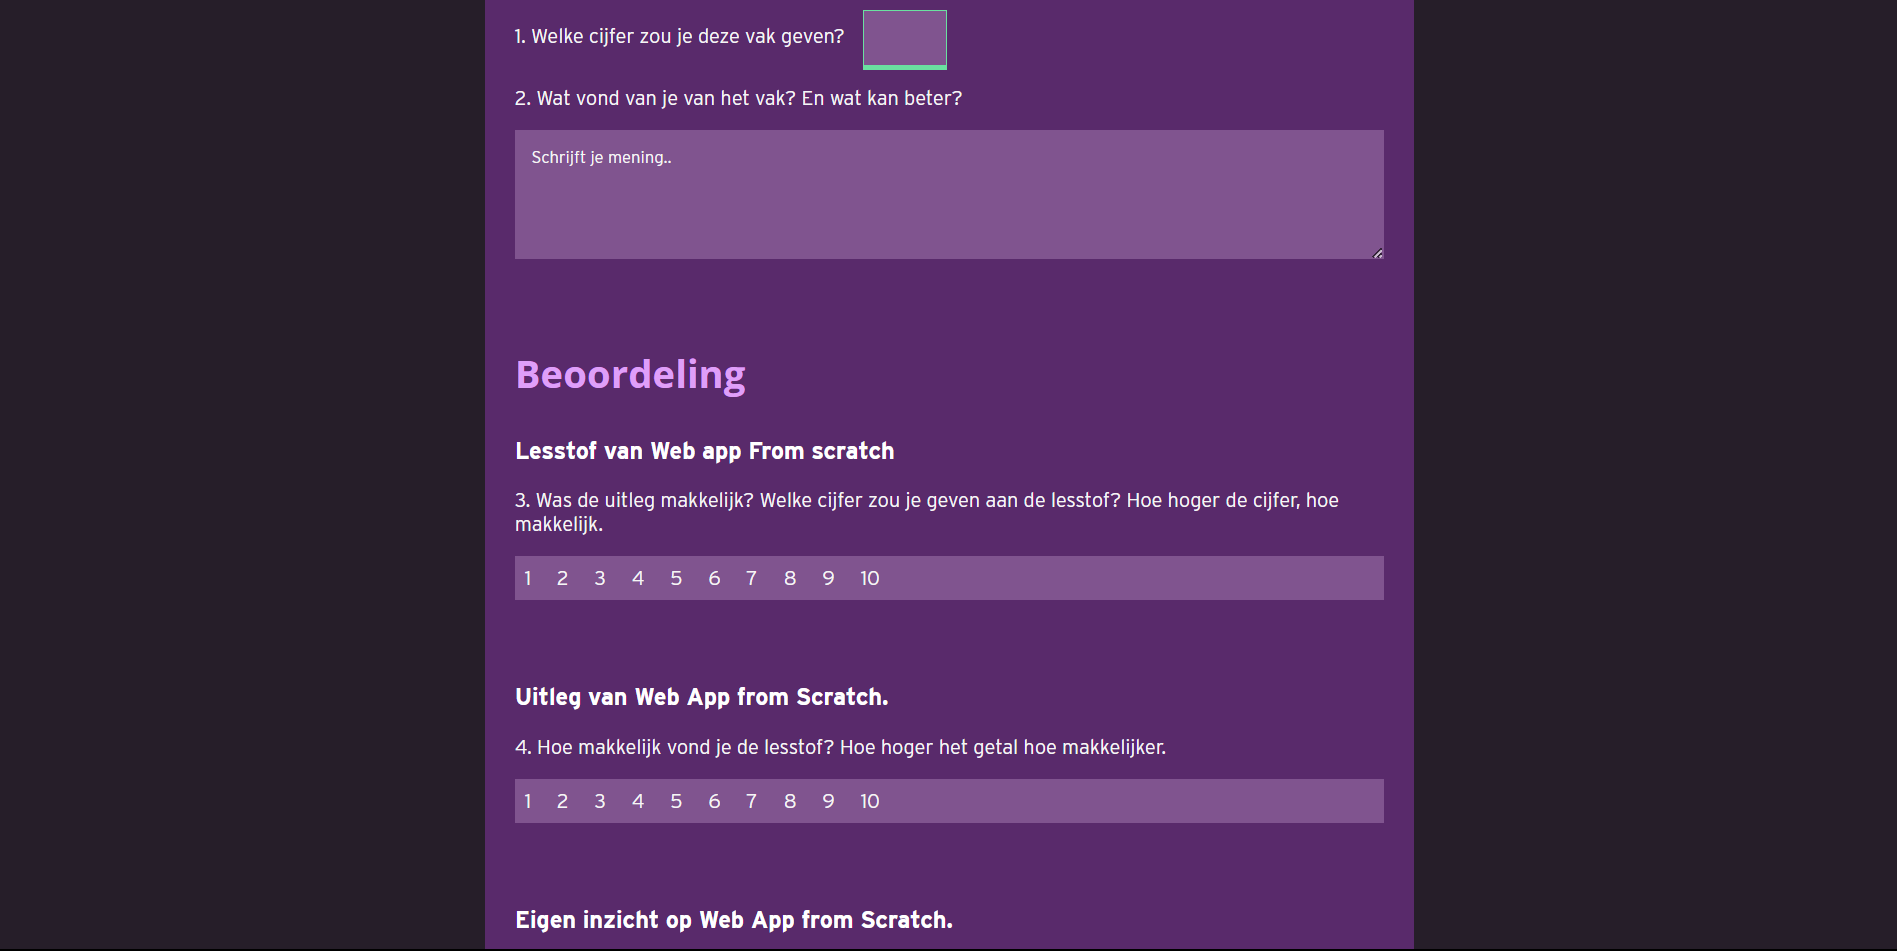 1. Welke cijfer zou je deze vak geven?
2. Wat vond van je van het vak? En wat kan beter?
Schrijft je mening..
Beoordeling
Lesstof van Web app From scratch
3. Was de uitleg makkelijk? Welke cijfer zou je geven aan de lesstof? Hoe hoger de cijfer, hoe
makkelijk.
1 2 3 4 5 6 7 8 9 10
Uitleg van Web App from Scratch.
4. Hoe makkelijk vond je de lesstof? Hoe hoger het getal hoe makkelijker.
1 2 3 4 5 6 7 8 9 10
Eigen inzicht op Web App from Scratch.